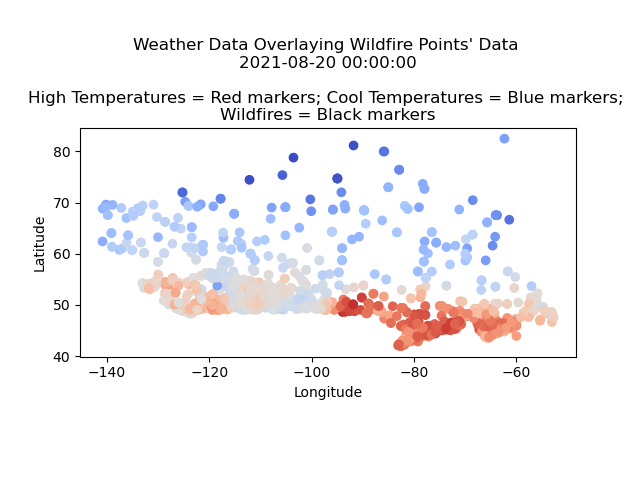 Weather Data Overlaying Wildfire Points' Data
2021-08-20 00:00:00
High Temperatures = Red markers; Cool Temperatures = Blue markers;
Wildfires = Black markers
80
70
60
50
40
Latitude
−140
−120
−100
−80
−60
Longitude